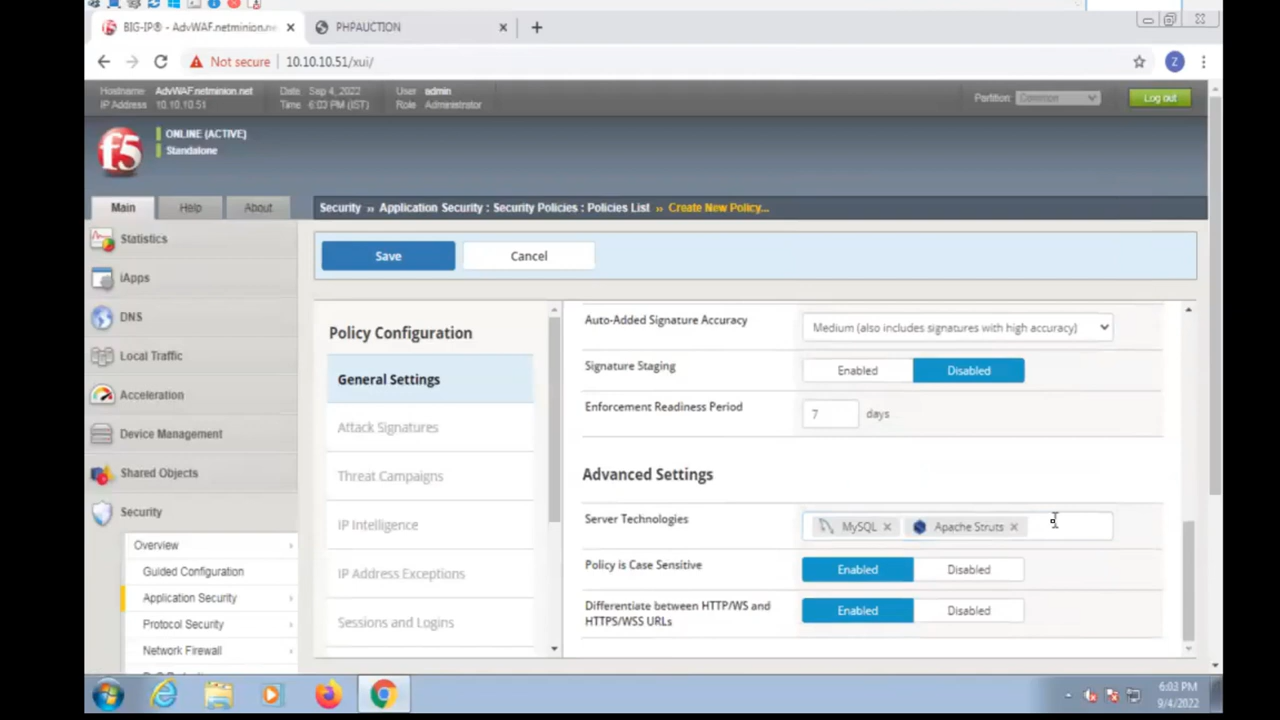 BIG-IP® - AdvWAF.netminion.ne
PHPAUCTION
Not secure
10.10.10.51/xui/
Z
Hostname AdvWAF.netminion.net
IP Address 10.10.10.51
Date Sep 4, 2022
Time 6:03 PM (IST)
User admin
Role Administrator
Partition: Common
Log out
f5
ONLINE (ACTIVE)
Standalone
Main
Help
About
Security ›› Application Security : Security Policies : Policies List ›› Create New Policy...
Statistics
iApps
DNS
Local Traffic
Acceleration
Device Management
Shared Objects
Security
Overview
Guided Configuration
Application Security
Protocol Security
Network Firewall
Save
Cancel
Policy Configuration
General Settings
Attack Signatures
Threat Campaigns
IP Intelligence
IP Address Exceptions
Sessions and Logins
Auto-Added Signature Accuracy
Medium (also includes signatures with high accuracy)
Signature Staging
Enabled
Disabled
Enforcement Readiness Period
7 days
Advanced Settings
Server Technologies
MySQL
Apache Struts
Policy is Case Sensitive
Enabled
Disabled
Differentiate between HTTP/WS and
HTTPS/WSS URLs
Enabled
Disabled
6:03 PM
9/4/2022